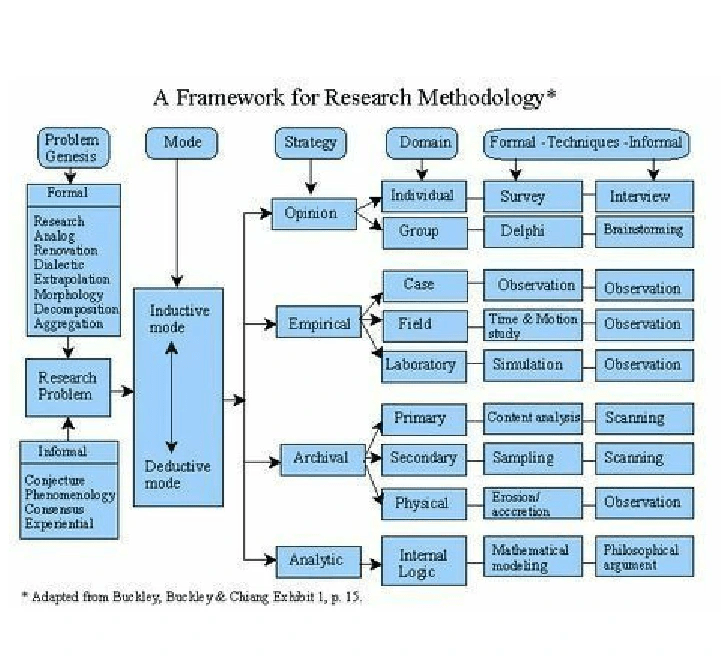 A Framework for Research Methodology*
Problem
Genesis
Mode
Strategy
Domain
Formal -Techniques -Informal
Formal
Research
Analog
Renovation
Dialectic
Extrapolation
Morphology
Decomposition
Aggregation
Research
Problem
Informal
Conjecture
Phenomenology
Consensus
Experiential
Inductive
mode
Deductive
mode
Opinion
Individual
Survey
Interview
Group
Delphi
Brainstorming
Empirical
Case
Observation
Observation
Field
Time & Motion
study
Observation
Laboratory
Simulation
Observation
Archival
Primary
Content analysis
Scanning
Secondary
Sampling
Scanning
Physical
Erosion/
accretion
Observation
Analytic
Internal
Logic
Mathematical
modeling
Philosophical
argument
* Adapted from Buckley, Buckley & Chiang Exhibit 1, p. 15.